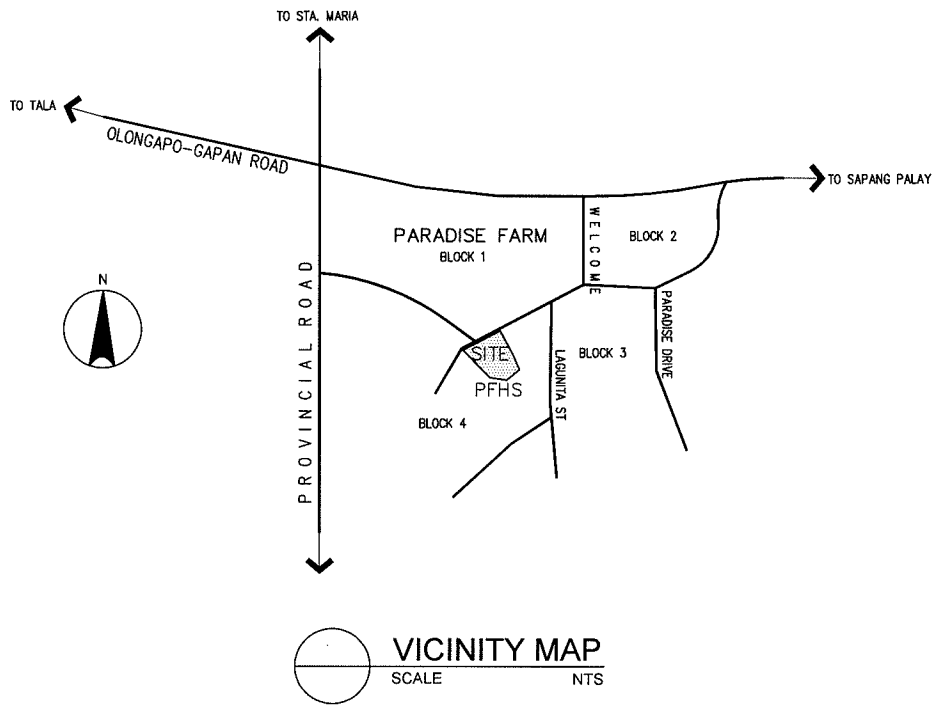 TO STA. MARIA
TO TALA
OLONGAPO-GAPAN ROAD
TO SAPANG PALAY
PARADISE FARM
BLOCK 1
WELCOME
BLOCK 2
N
PROVINCIAL ROAD
PARADISE DRIVE
SITE
PFHS
LAGUNITA ST
BLOCK 3
BLOCK 4
VICINITY MAP
SCALE NTS